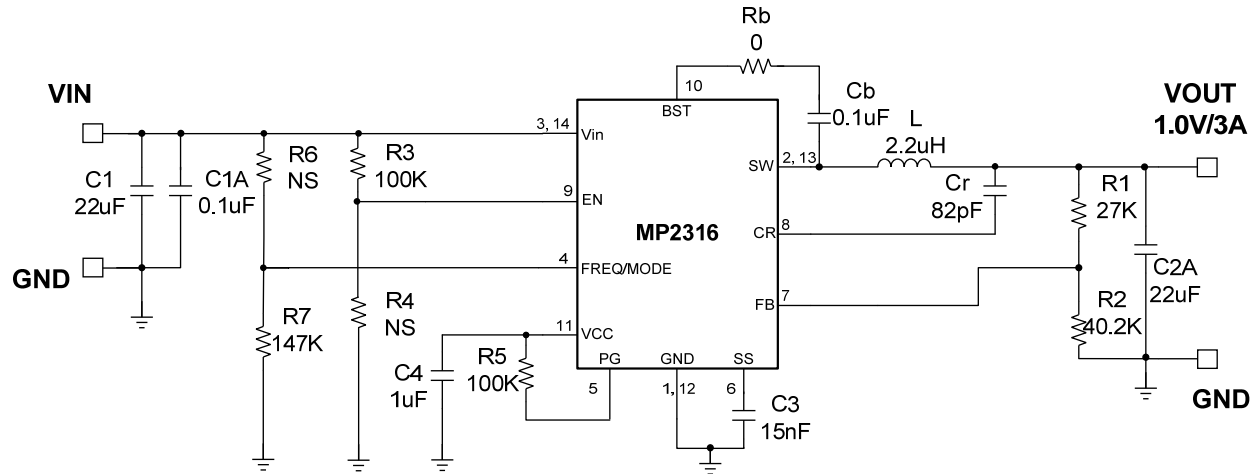 Rb
0
10
BST
VIN
Cb
0.1uF
VOUT
1.0V/3A
3, 14
Vin
L
2.2uH
R6
NS
R3
100K
SW
2, 13
C1
22uF
C1A
0.1uF
Cr
82pF
R1
27K
9
EN
MP2316
CR
8
GND
4
FREQ/MODE
C2A
22uF
FB
7
R7
147K
R4
NS
R2
40.2K
11
VCC
R5
100K
PG
GND
SS
C4
1uF
5
1, 12
6
C3
15nF
GND